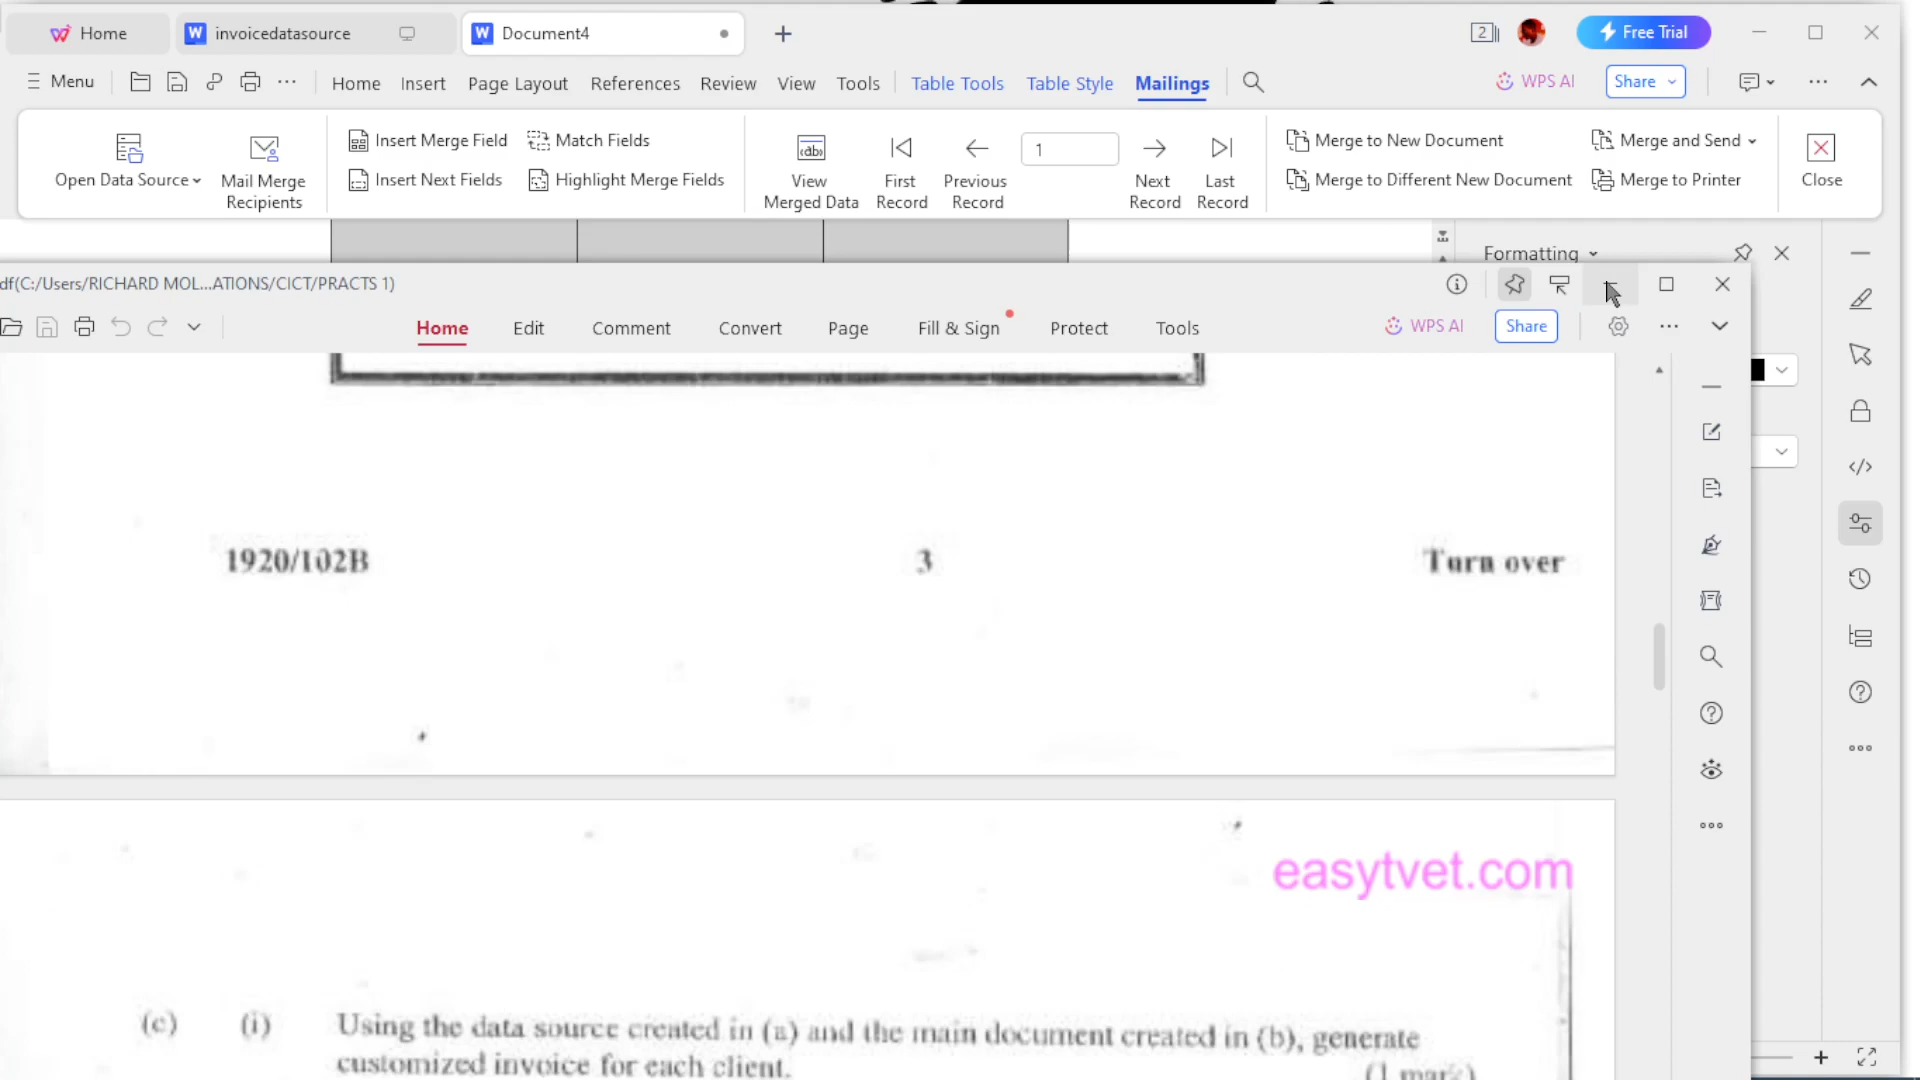 Home
invoicedatasource
Document4
2
Free Trial
Menu
Home Insert Page Layout References Review View Tools Table Tools Table Style Mailings
WPS AI
Share
Open Data Source
Mail Merge Recipients
Insert Merge Field
Match Fields
Insert Next Fields
Highlight Merge Fields
View Merged Data
First Record
Previous Record
1
Next Record
Last Record
Merge to New Document
Merge to Different New Document
Merge and Send
Merge to Printer
Close
Formatting
df(C:/Users/RICHARD MOL...ATIONS/CICT/PRACTS 1)
Home Edit Comment Convert Page Fill & Sign Protect Tools
WPS AI
Share
1920/102B 3 Turn over
easytvet.com
(c) (i) Using the data source created in (a) and the main document created in (b), generate
customized invoice for each client. (1 mark)